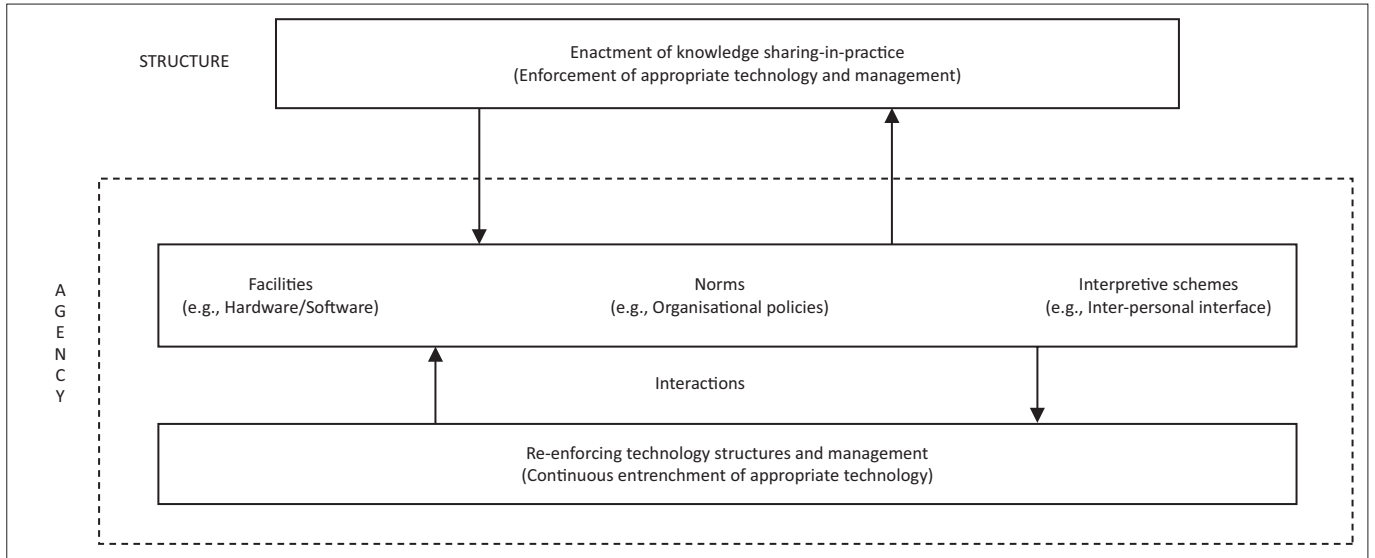 STRUCTURE
Enactment of knowledge sharing-in-practice
(Enforcement of appropriate technology and management)
AGENCY
Facilities
(e.g., Hardware/Software)
Norms
(e.g., Organisational policies)
Interpretive schemes
(e.g., Inter-personal interface)
Interactions
Re-enforcing technology structures and management
(Continuous entrenchment of appropriate technology)